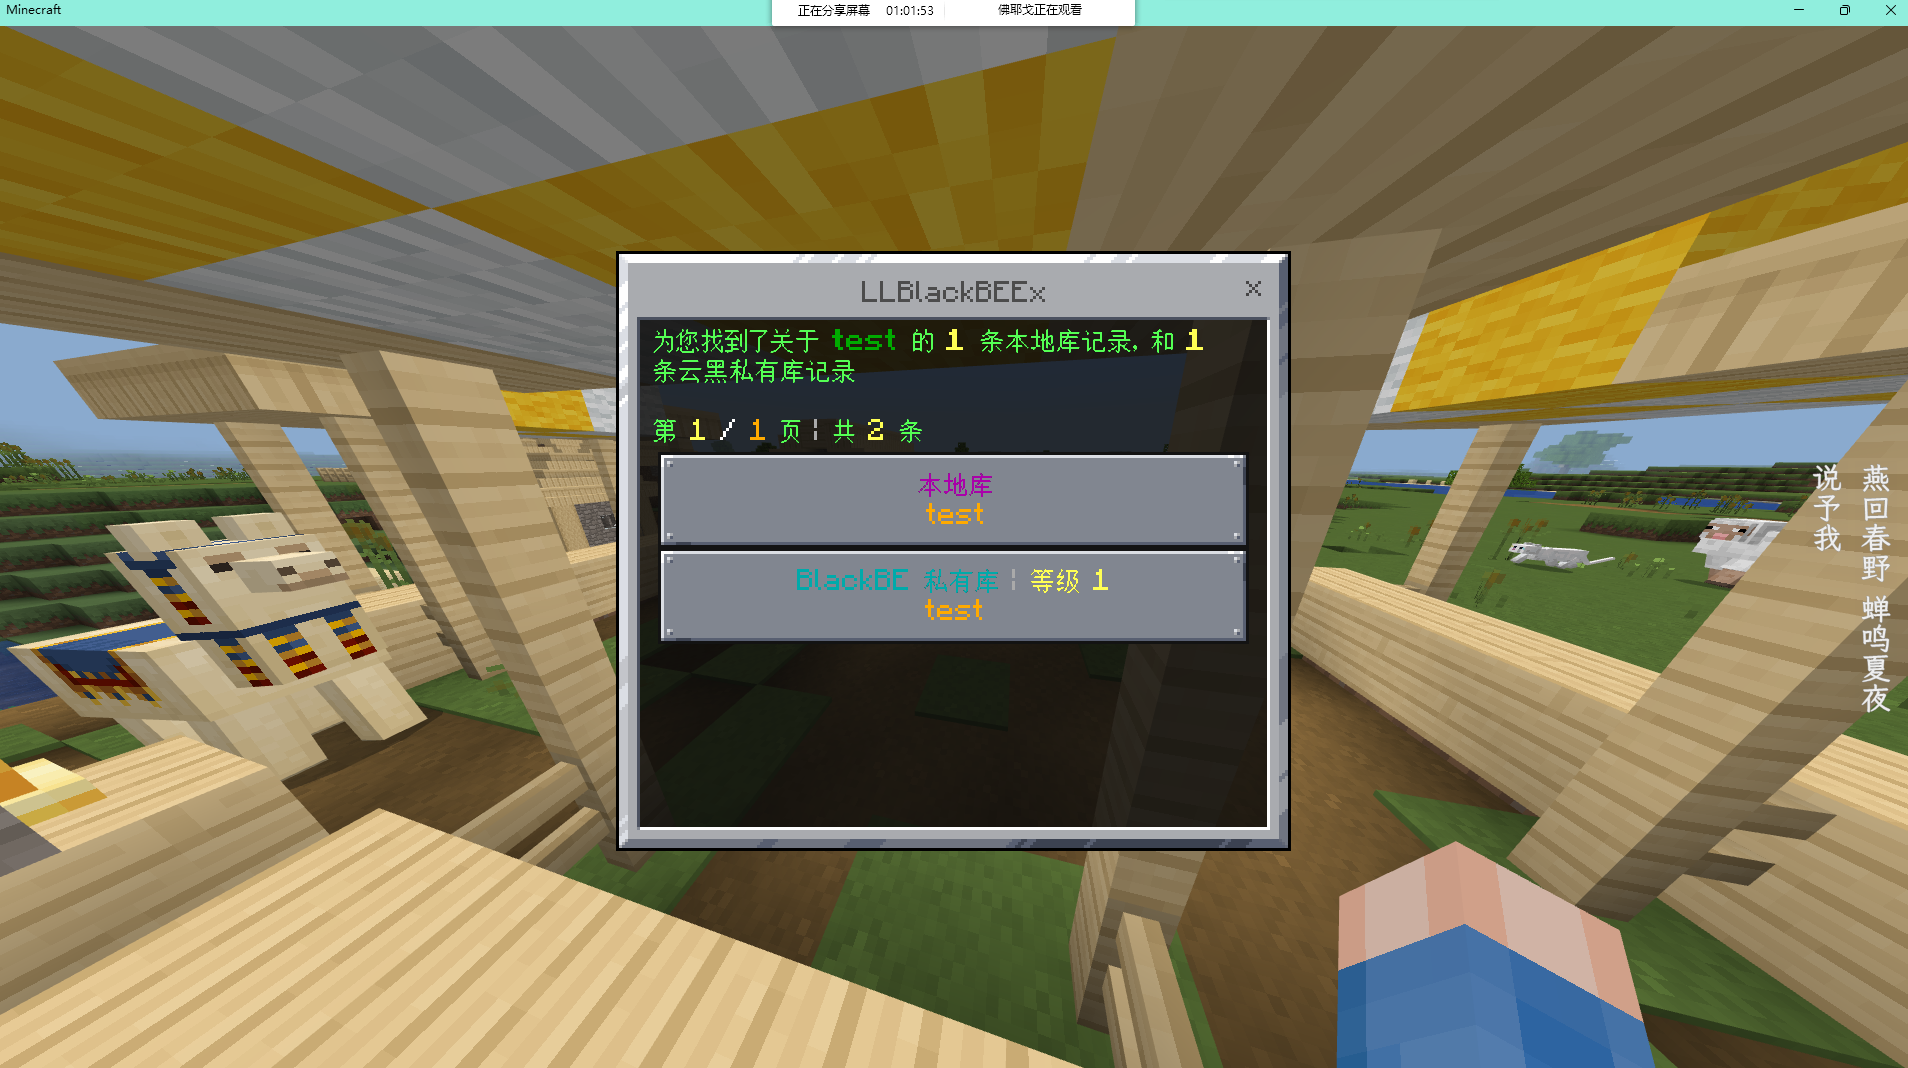 Minecraft
正在分享屏幕 01:01:53 佛耶戈正在观看
LLBlackBEEx
为您找到了关于 test 的 1 条本地库记录，和 1
条云黑私有库记录
第 1 / 1 页 | 共 2 条
本地库
test
BlackBE 私有库 | 等级 1
test
燕回春野 蝉鸣夏夜
说予我